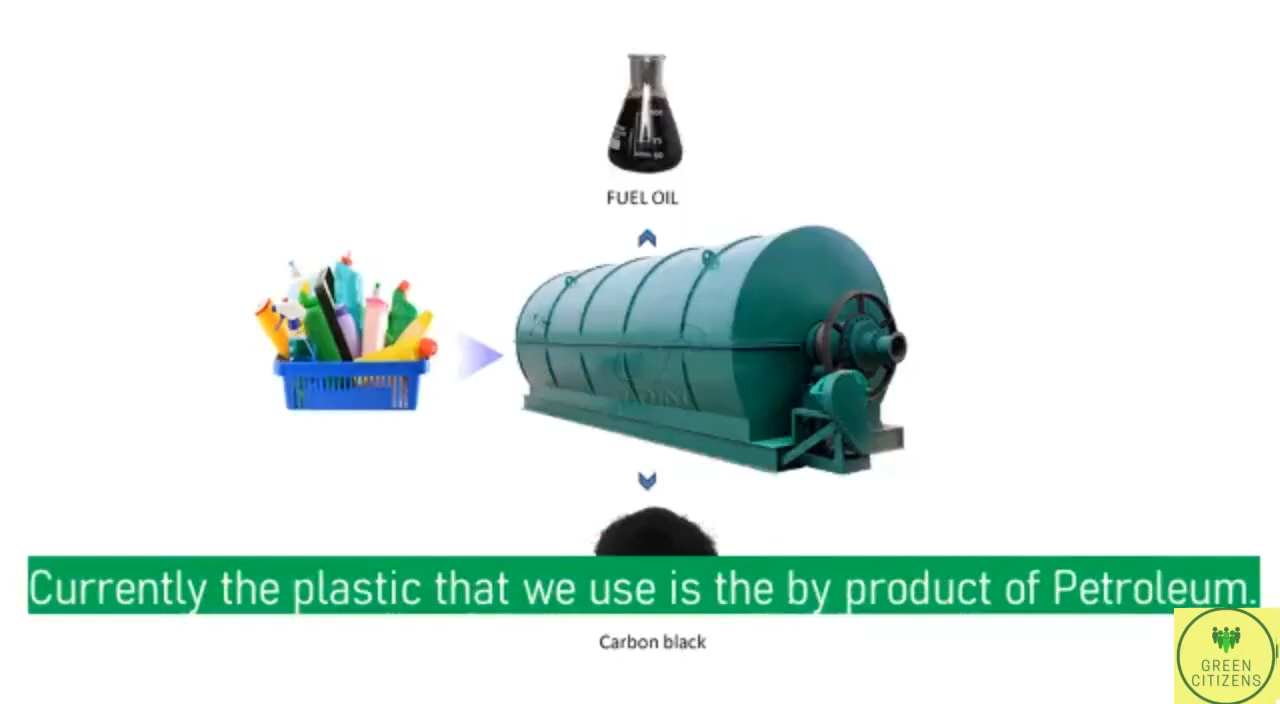 FUEL OIL
Currently the plastic that we use is the by product of Petroleum.
Carbon black
GREEN
CITIZENS